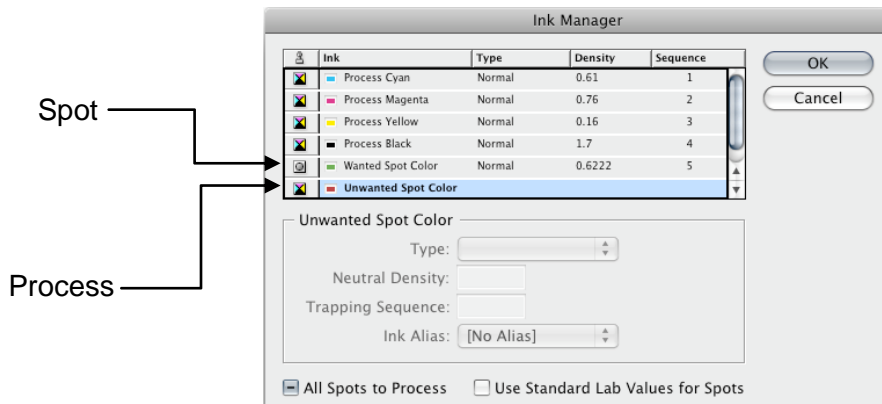 Ink Manager
Ink Type Density Sequence
Process Cyan Normal 0.61 1
Process Magenta Normal 0.76 2
Process Yellow Normal 0.16 3
Process Black Normal 1.7 4
Wanted Spot Color Normal 0.6222 5
Unwanted Spot Color
OK
Cancel
Spot
Process
Unwanted Spot Color
Type:
Neutral Density:
Trapping Sequence:
Ink Alias: [No Alias]
All Spots to Process Use Standard Lab Values for Spots